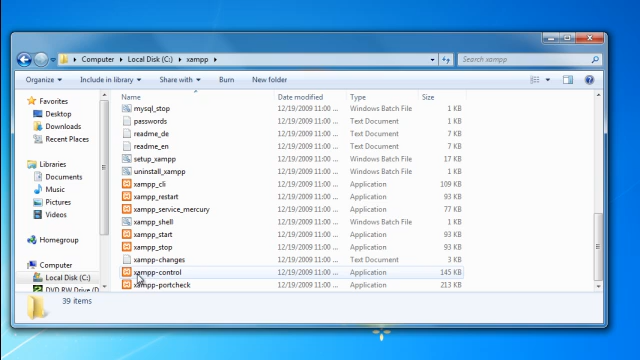 Computer ▸ Local Disk (C:) ▸ xampp ▸
Search xampp
Organize Include in library Share with Burn New folder
Name Date modified Type Size
Favorites
Desktop
Downloads
Recent Places
Libraries
Documents
Music
Pictures
Videos
Homegroup
Computer
Local Disk (C:)
DVD RW Drive (D
mysql_stop 12/19/2009 11:00 ... Windows Batch File 1 KB
passwords 12/19/2009 11:00 ... Text Document 1 KB
readme_de 12/19/2009 11:00 ... Text Document 7 KB
readme_en 12/19/2009 11:00 ... Text Document 7 KB
setup_xampp 12/19/2009 11:00 ... Windows Batch File 17 KB
uninstall_xampp 12/19/2009 11:00 ... Windows Batch File 1 KB
xampp_cli 12/19/2009 11:00 ... Application 109 KB
xampp_restart 12/19/2009 11:00 ... Application 93 KB
xampp_service_mercury 12/19/2009 11:00 ... Application 77 KB
xampp_shell 12/19/2009 11:00 ... Windows Batch File 1 KB
xampp_start 12/19/2009 11:00 ... Application 93 KB
xampp_stop 12/19/2009 11:00 ... Application 93 KB
xampp-changes 12/19/2009 11:00 ... Text Document 3 KB
xampp-control 12/19/2009 11:00 ... Application 145 KB
xampp-portcheck 12/19/2009 11:00 ... Application 213 KB
39 items